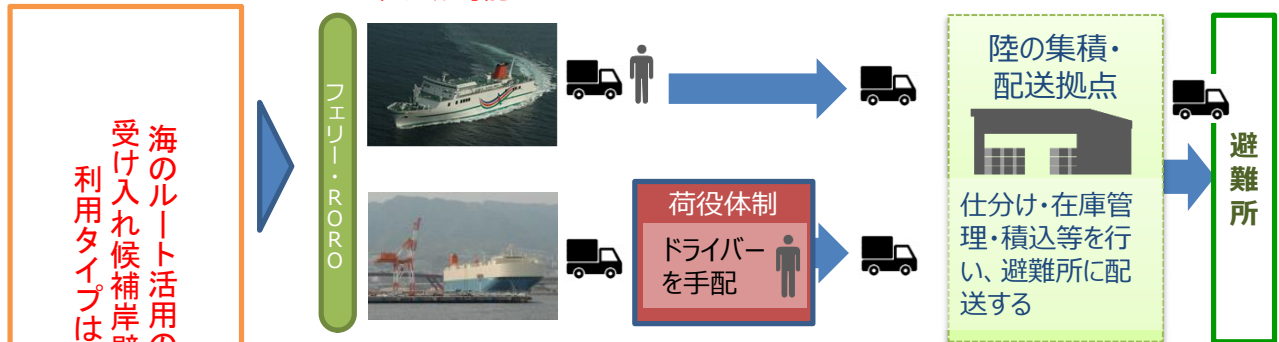 海のルート活用の
受け入れ候補岸壁
利用タイプは
フェリー・RORO
荷役体制
ドライバー
を手配
陸の集積・
配送拠点
仕分け・在庫管
理・積込等を行
い、避難所に配
送する
避難所